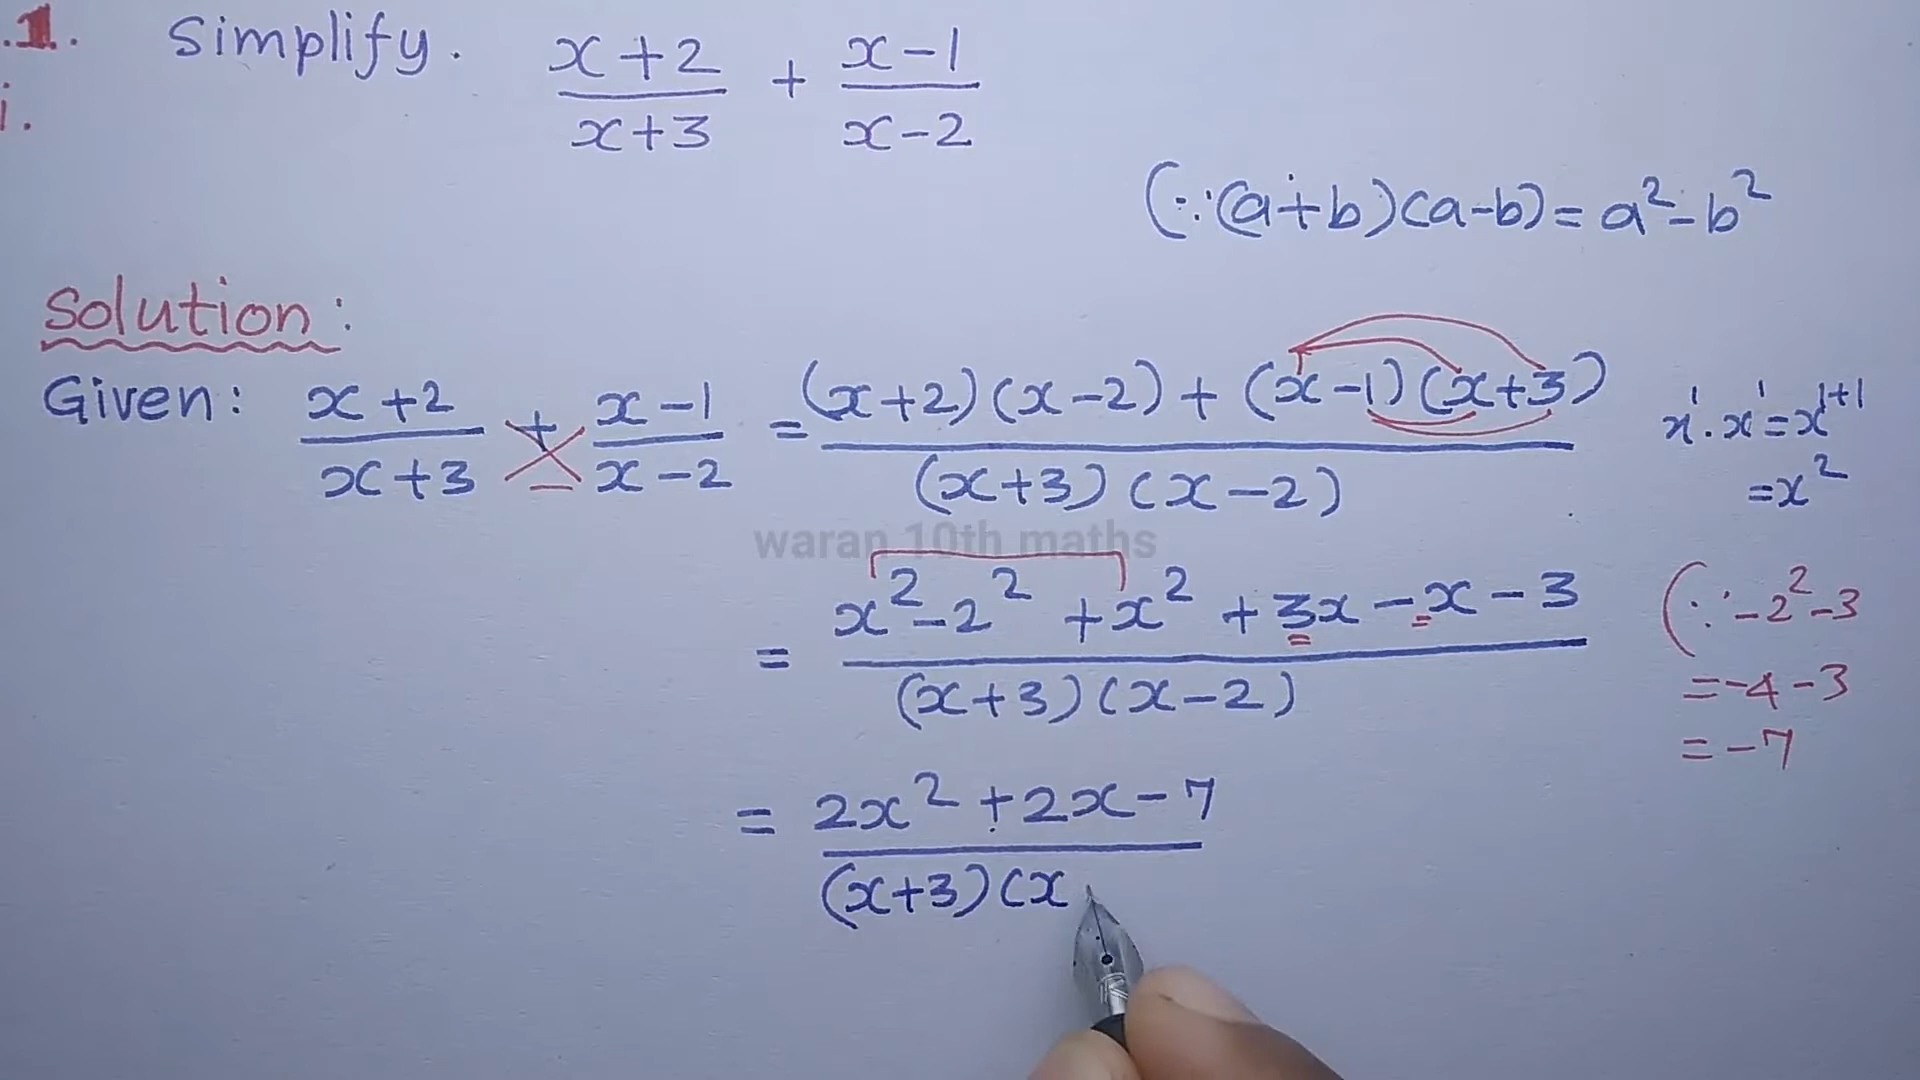 .1. Simplify. (x+2)/(x+3) + (x-1)/(x-2)
i.
(∵(a+b)(a-b) = a²-b²
Solution:
Given: (x+2)/(x+3) + (x-1)/(x-2) = ((x+2)(x-2) + (x-1)(x+3))/((x+3)(x-2))
x¹.x¹ = x¹⁺¹
= x²
waran 10th maths
= (x²-2² + x² + 3x - x - 3)/((x+3)(x-2))
(∵ -2²-3
= -4-3
= -7
= (2x² + 2x - 7)/((x+3)(x